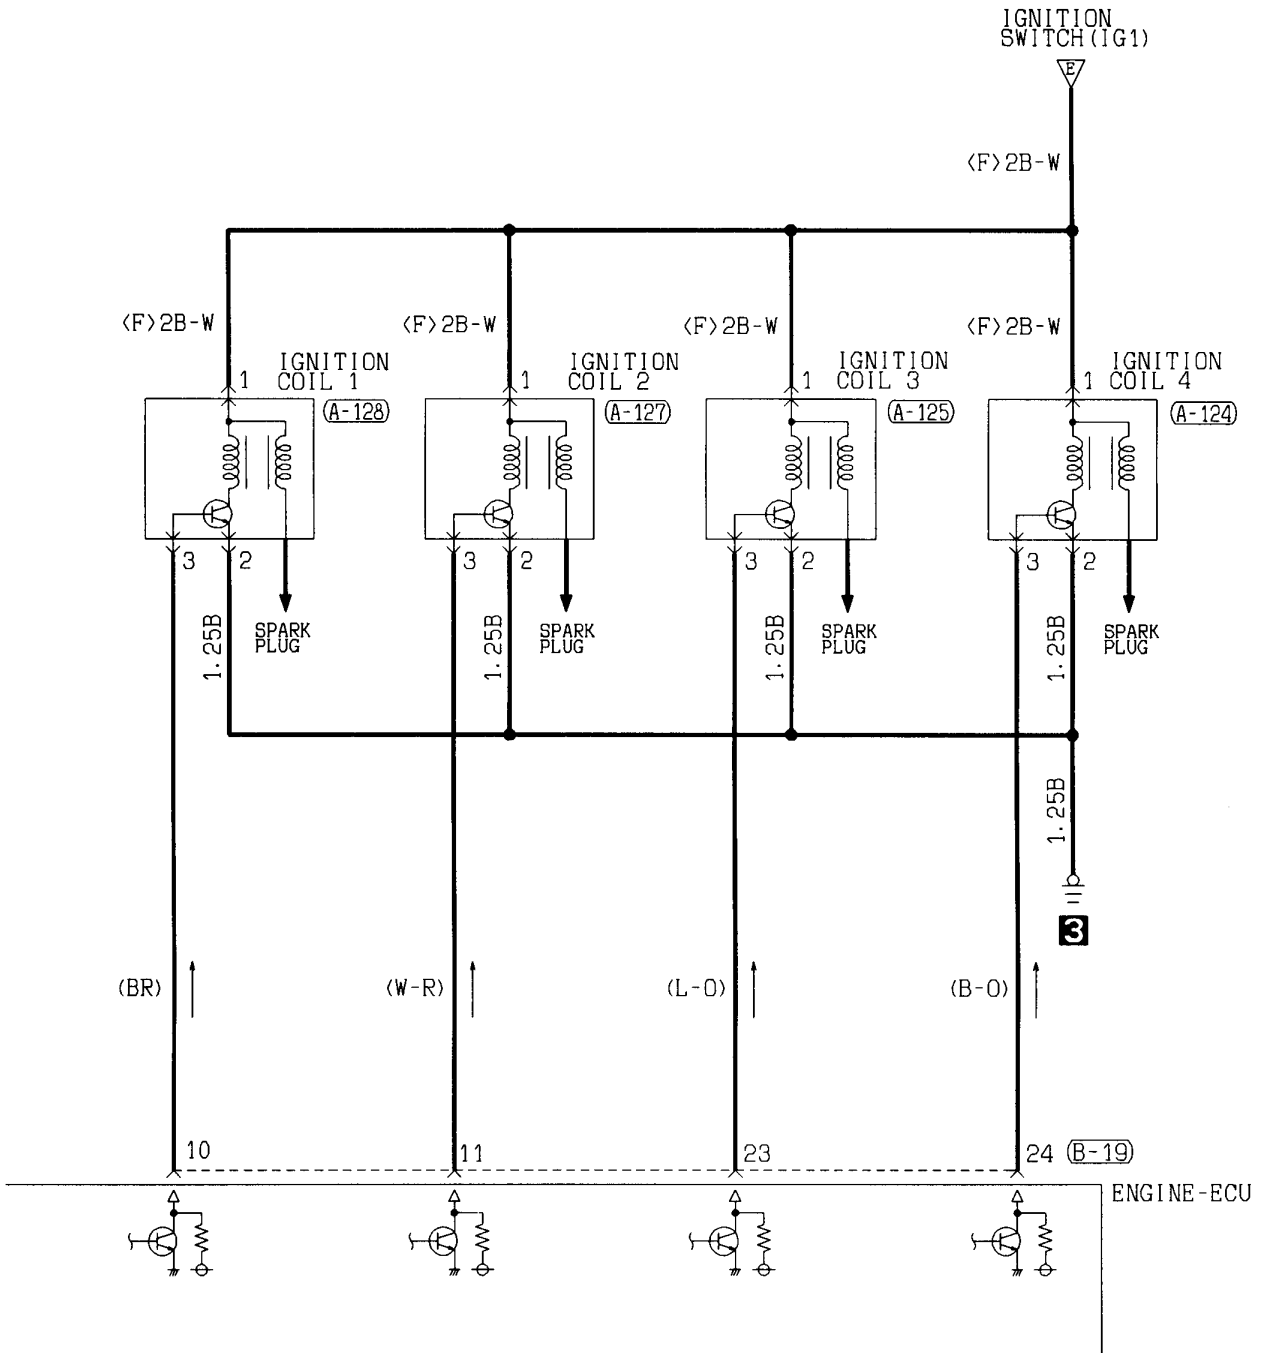 IGNITION
SWITCH(IG1)
E
<F>2B-W
<F>2B-W
<F>2B-W
<F>2B-W
<F>2B-W
1
IGNITION
COIL 1
A-128
1
IGNITION
COIL 2
A-127
1
IGNITION
COIL 3
A-125
1
IGNITION
COIL 4
A-124
3
2
3
2
3
2
3
2
1.25B
SPARK
PLUG
1.25B
SPARK
PLUG
1.25B
SPARK
PLUG
1.25B
SPARK
PLUG
1.25B
3
(BR)
(W-R)
(L-O)
(B-O)
10
11
23
24
B-19
ENGINE-ECU